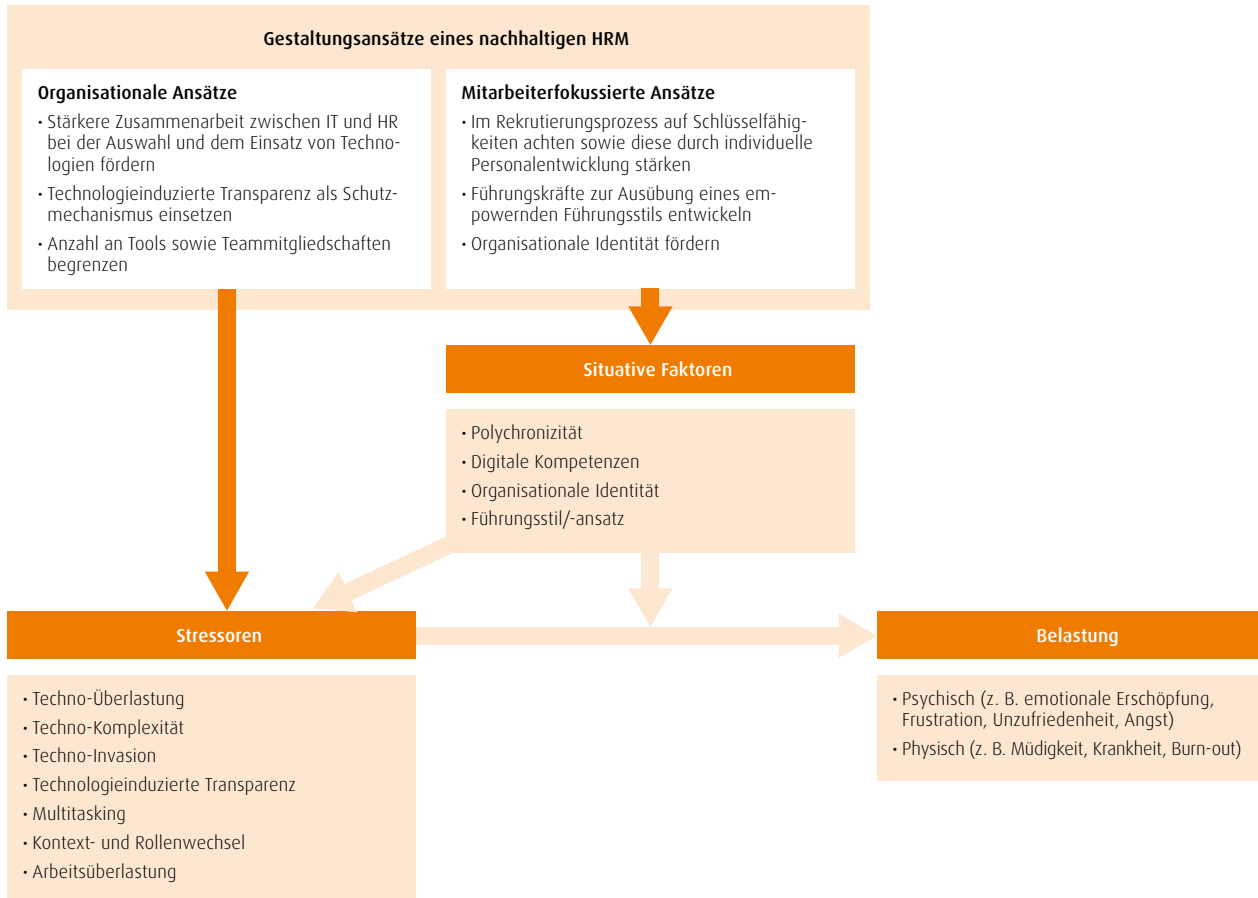 Gestaltungsansätze eines nachhaltigen HRM
Organisationale Ansätze
• Stärkere Zusammenarbeit zwischen IT und HR
bei der Auswahl und dem Einsatz von Techno-
logien fördern
• Technologieinduzierte Transparenz als Schutz-
mechanismus einsetzen
• Anzahl an Tools sowie Teammitgliedschaften
begrenzen
Mitarbeiterfokussierte Ansätze
• Im Rekrutierungsprozess auf Schlüsselfähig-
keiten achten sowie diese durch individuelle
Personalentwicklung stärken
• Führungskräfte zur Ausübung eines em-
powernden Führungsstils entwickeln
• Organisationale Identität fördern
Situative Faktoren
• Polychronizität
• Digitale Kompetenzen
• Organisationale Identität
• Führungsstil/-ansatz
Stressoren
• Techno-Überlastung
• Techno-Komplexität
• Techno-Invasion
• Technologieinduzierte Transparenz
• Multitasking
• Kontext- und Rollenwechsel
• Arbeitsüberlastung
Belastung
• Psychisch (z. B. emotionale Erschöpfung,
Frustration, Unzufriedenheit, Angst)
• Physisch (z. B. Müdigkeit, Krankheit, Burn-out)